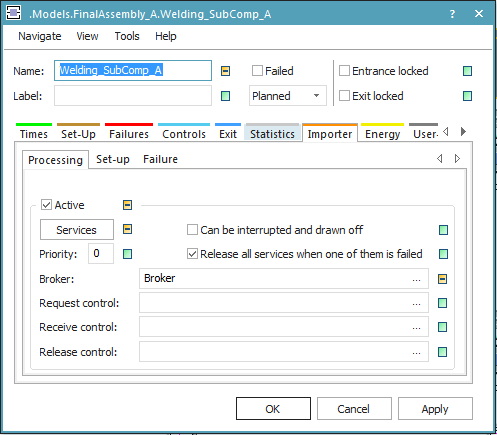 .Models.FinalAssembly_A.Welding_SubComp_A ? ×
Navigate View Tools Help
Name: Welding_SubComp_A Failed Entrance locked
Label: Planned Exit locked
Times Set-Up Failures Controls Exit Statistics Importer Energy User-
Processing Set-up Failure
Active
Services Can be interrupted and drawn off
Priority: 0 Release all services when one of them is failed
Broker: Broker ...
Request control: ...
Receive control: ...
Release control: ...
OK Cancel Apply